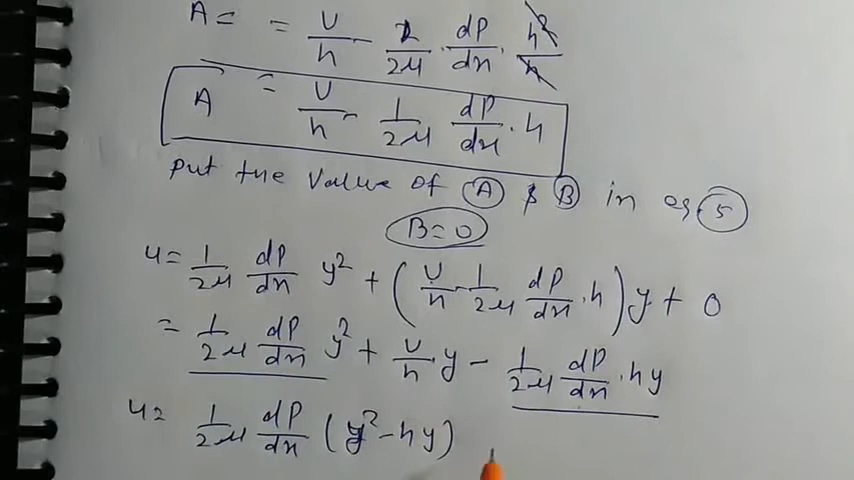 A= = U/h - 1/2μ · dP/dx · h²/h
A = U/h - 1/2μ dP/dx · h
Put the Value of (A) & (B) in eq. (5)
B=0
u= 1/2μ dP/dx y² + (U/h - 1/2μ dP/dx · h) y + 0
= 1/2μ dP/dx y² + U/h · y - 1/2μ dP/dx · hy
u= 1/2μ dP/dx (y² - hy)